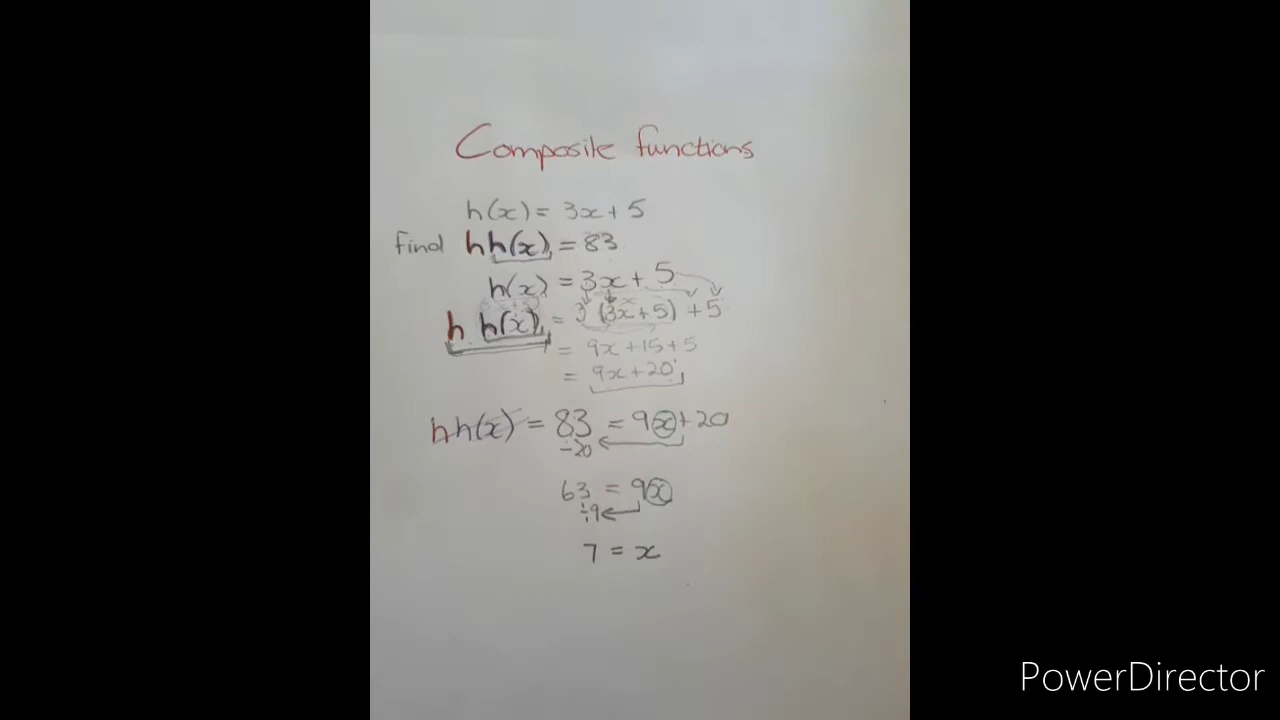 Composite functions
h(x) = 3x + 5
find hh(x) = 83
h(x) = 3x + 5
h h(x) = 3 (3x + 5) + 5
= 9x + 15 + 5
= 9x + 20
hh(x) = 83 = 9x + 20
-20
63 = 9x
÷9
7 = x
PowerDirector